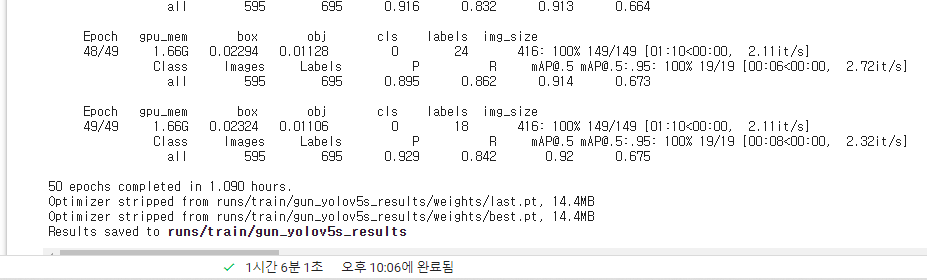 all 595 695 0.916 0.832 0.913 0.664
Epoch gpu_mem box obj cls labels img_size
48/49 1.66G 0.02294 0.01128 0 24 416: 100% 149/149 [01:10<00:00, 2.11it/s]
Class Images Labels P R mAP@.5 mAP@.5:.95: 100% 19/19 [00:06<00:00, 2.72it/s]
all 595 695 0.895 0.862 0.914 0.673
Epoch gpu_mem box obj cls labels img_size
49/49 1.66G 0.02324 0.01106 0 18 416: 100% 149/149 [01:10<00:00, 2.11it/s]
Class Images Labels P R mAP@.5 mAP@.5:.95: 100% 19/19 [00:08<00:00, 2.32it/s]
all 595 695 0.929 0.842 0.92 0.675
50 epochs completed in 1.090 hours.
Optimizer stripped from runs/train/gun_yolov5s_results/weights/last.pt, 14.4MB
Optimizer stripped from runs/train/gun_yolov5s_results/weights/best.pt, 14.4MB
Results saved to runs/train/gun_yolov5s_results
✓ 1시간 6분 1초 오후 10:06에 완료됨